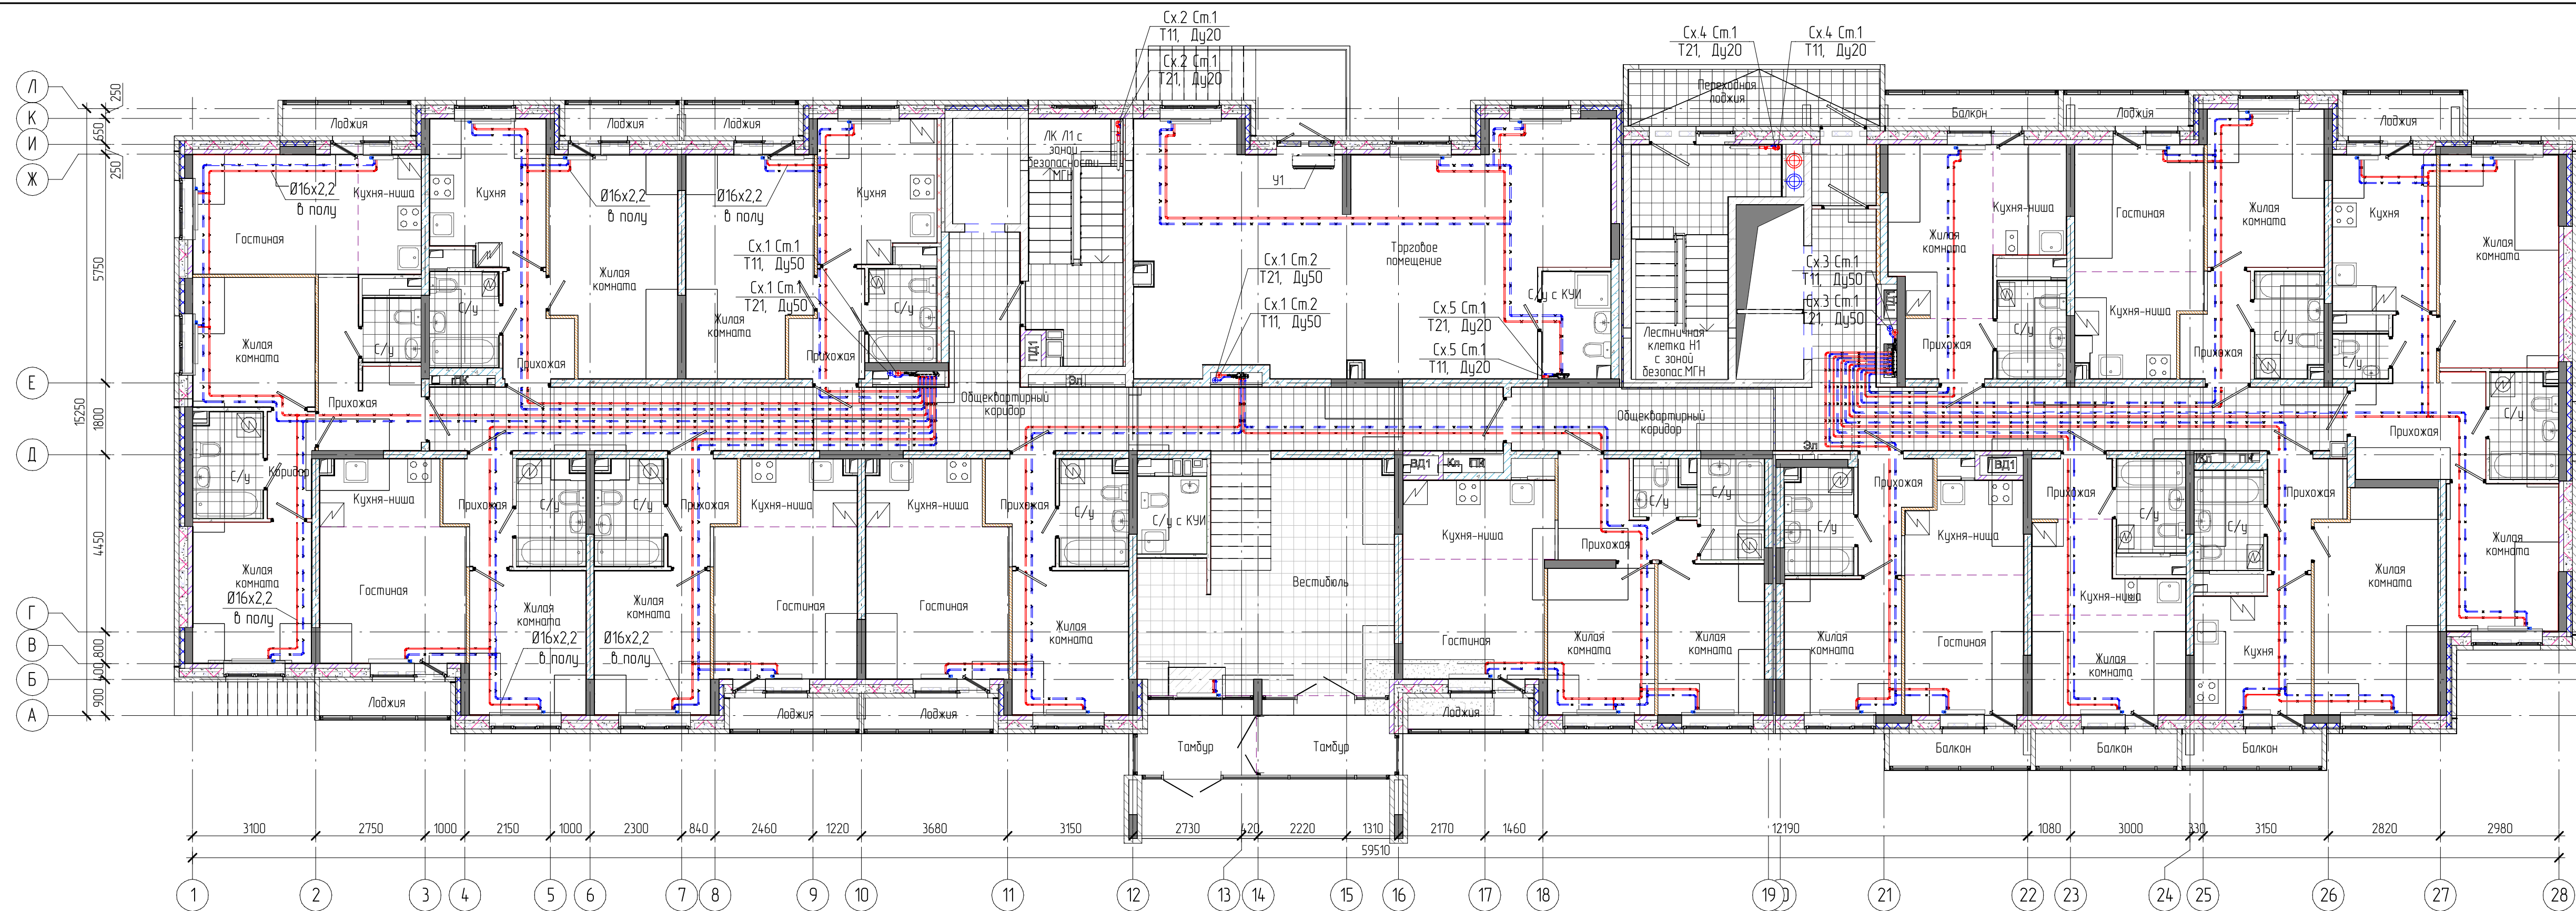 Сх.2 Ст.1
Т11, Ду20
Сх.2 Ст.1
Т21, Ду20
Сх.4 Ст.1
Т21, Ду20
Сх.4 Ст.1
Т11, Ду20
Л
К
И
Ж
Е
Д
Г
В
Б
А
250
650
250
5750
15250
1800
4450
800
900
Лоджия
Лоджия
Лоджия
Переходная
лоджия
Балкон
Лоджия
Лоджия
ЛК Л1 с
зоной
безопасности
МГН
Ø16х2,2
в полу
Кухня-ниша
Кухня
Ø16х2,2
в полу
Ø16х2,2
в полу
Кухня
У1
Кухня-ниша
Гостиная
Жилая
комната
Кухня
Жилая
комната
Гостиная
Жилая
комната
Сх.1 Ст.1
Т11, Ду50
Сх.1 Ст.1
Т21, Ду50
Сх.1 Ст.2
Т21, Ду50
Сх.1 Ст.2
Т11, Ду50
Торговое
помещение
Жилая
комната
Сх.3 Ст.1
Т11, Ду50
Сх.3 Ст.1
Т21, Ду50
С/у с КУИ
Сх.5 Ст.1
Т21, Ду20
Сх.5 Ст.1
Т11, Ду20
Лестничная
клетка Н1
с зоной
безопас МГН
ПД1
Кухня-ниша
Жилая
комната
С/у
С/у
Жилая
комната
С/у
Прихожая
Прихожая
ПД1
Прихожая
С/у
Прихожая
С/у
С/у
ПК
Эл
Прихожая
Общеквартирный
коридор
Общеквартирный
коридор
Эл
Прихожая
С/у
С/у
Коридор
Кухня-ниша
Прихожая
С/у
С/у
Прихожая
Кухня-ниша
Кухня-ниша
Прихожая
С/у
С/у с КУИ
ВД1
Кл
ПК
Кухня-ниша
С/у
С/у
Прихожая
С/у
Прихожая
Кухня-ниша
ВД1
Прихожая
С/у
Кл
ПК
С/у
Прихожая
Жилая
комната
Жилая
комната
Ø16х2,2
в полу
Гостиная
Жилая
комната
Ø16х2,2
в полу
Жилая
комната
Ø16х2,2
в полу
Гостиная
Гостиная
Жилая
комната
Вестибюль
Гостиная
Жилая
комната
Жилая
комната
Жилая
комната
Гостиная
Кухня-ниша
Жилая
комната
Кухня
Жилая
комната
Лоджия
Лоджия
Лоджия
Лоджия
Тамбур
Тамбур
Балкон
Балкон
Балкон
3100
2750
1000
2150
1000
2300
840
2460
1220
3680
3150
2730
420
2220
1310
2170
1460
12190
1080
3000
330
3150
2820
2980
59510
1
2
3
4
5
6
7
8
9
10
11
12
13
14
15
16
17
18
19
21
22
23
24
25
26
27
28